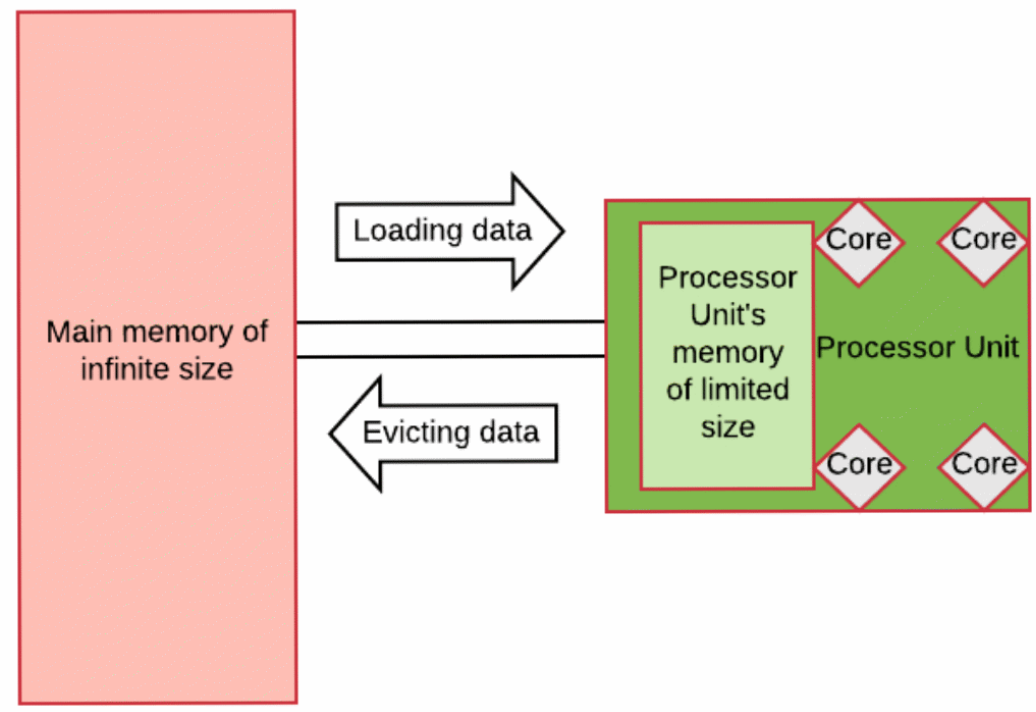 Main memory of
infinite size
Loading data
Evicting data
Processor
Unit's
memory
of limited
size
Core
Core
Processor Unit
Core
Core